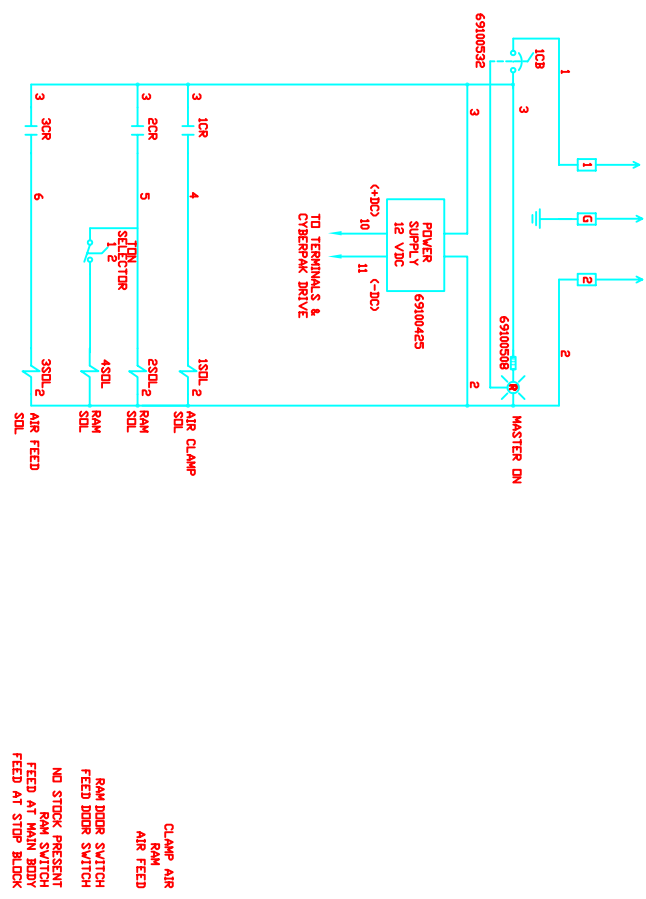 1
G
2
1
2
1CB
69100532
3
69100508
R
MASTER ON
3
2
POWER
SUPPLY
12 VDC
69100425
(+DC)
10
11
(-DC)
TO TERMINALS &
CYBERPAK DRIVE
3
1CR
4
1SOL
2
AIR CLAMP
SOL
3
2CR
5
2SOL
2
RAM
SOL
TON
SELECTOR
1 2
4SOL
RAM
SOL
3
3CR
6
3SOL
2
AIR FEED
SOL
CLAMP AIR
RAM
AIR FEED
RAM DOOR SWITCH
FEED DOOR SWITCH
NO STOCK PRESENT
RAM SWITCH
FEED AT MAIN BODY
FEED AT STOP BLOCK